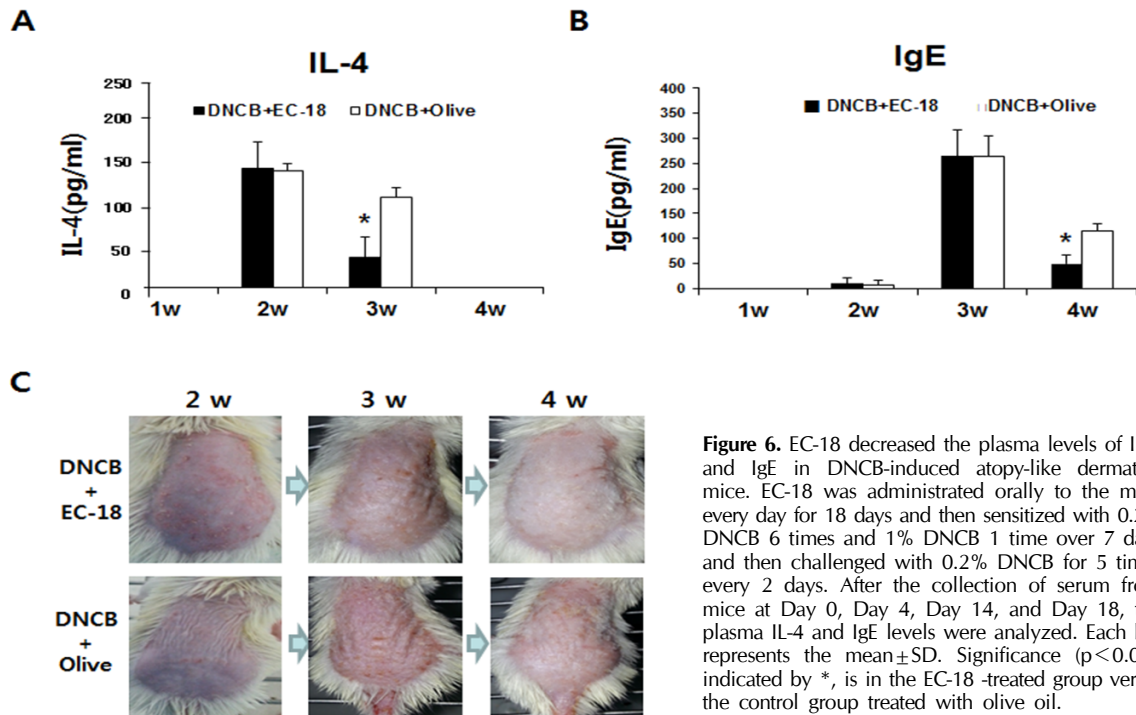 A
IL-4
250
200
150
100
50
0
IL-4(pg/ml)
DNCB+EC-18 DNCB+Olive
*
1w 2w 3w 4w
B
IgE
400
350
300
250
200
150
100
50
0
IgE(pg/ml)
DNCB+EC-18 DNCB+Olive
*
1w 2w 3w 4w
C
2 w 3 w 4 w
DNCB
+
EC-18
DNCB
+
Olive
Figure 6. EC-18 decreased the plasma levels of
and IgE in DNCB-induced atopy-like
mice. EC-18 was administrated orally to the
every day for 18 days and then sensitized with
DNCB 6 times and 1% DNCB 1 time over 7
and then challenged with 0.2% DNCB for 5
every 2 days. After the collection of serum
mice at Day 0, Day 4, Day 14, and Day 18,
plasma IL-4 and IgE levels were analyzed. Each
represents the mean±SD. Significance
indicated by *, is in the EC-18 -treated group
the control group treated with olive oil.